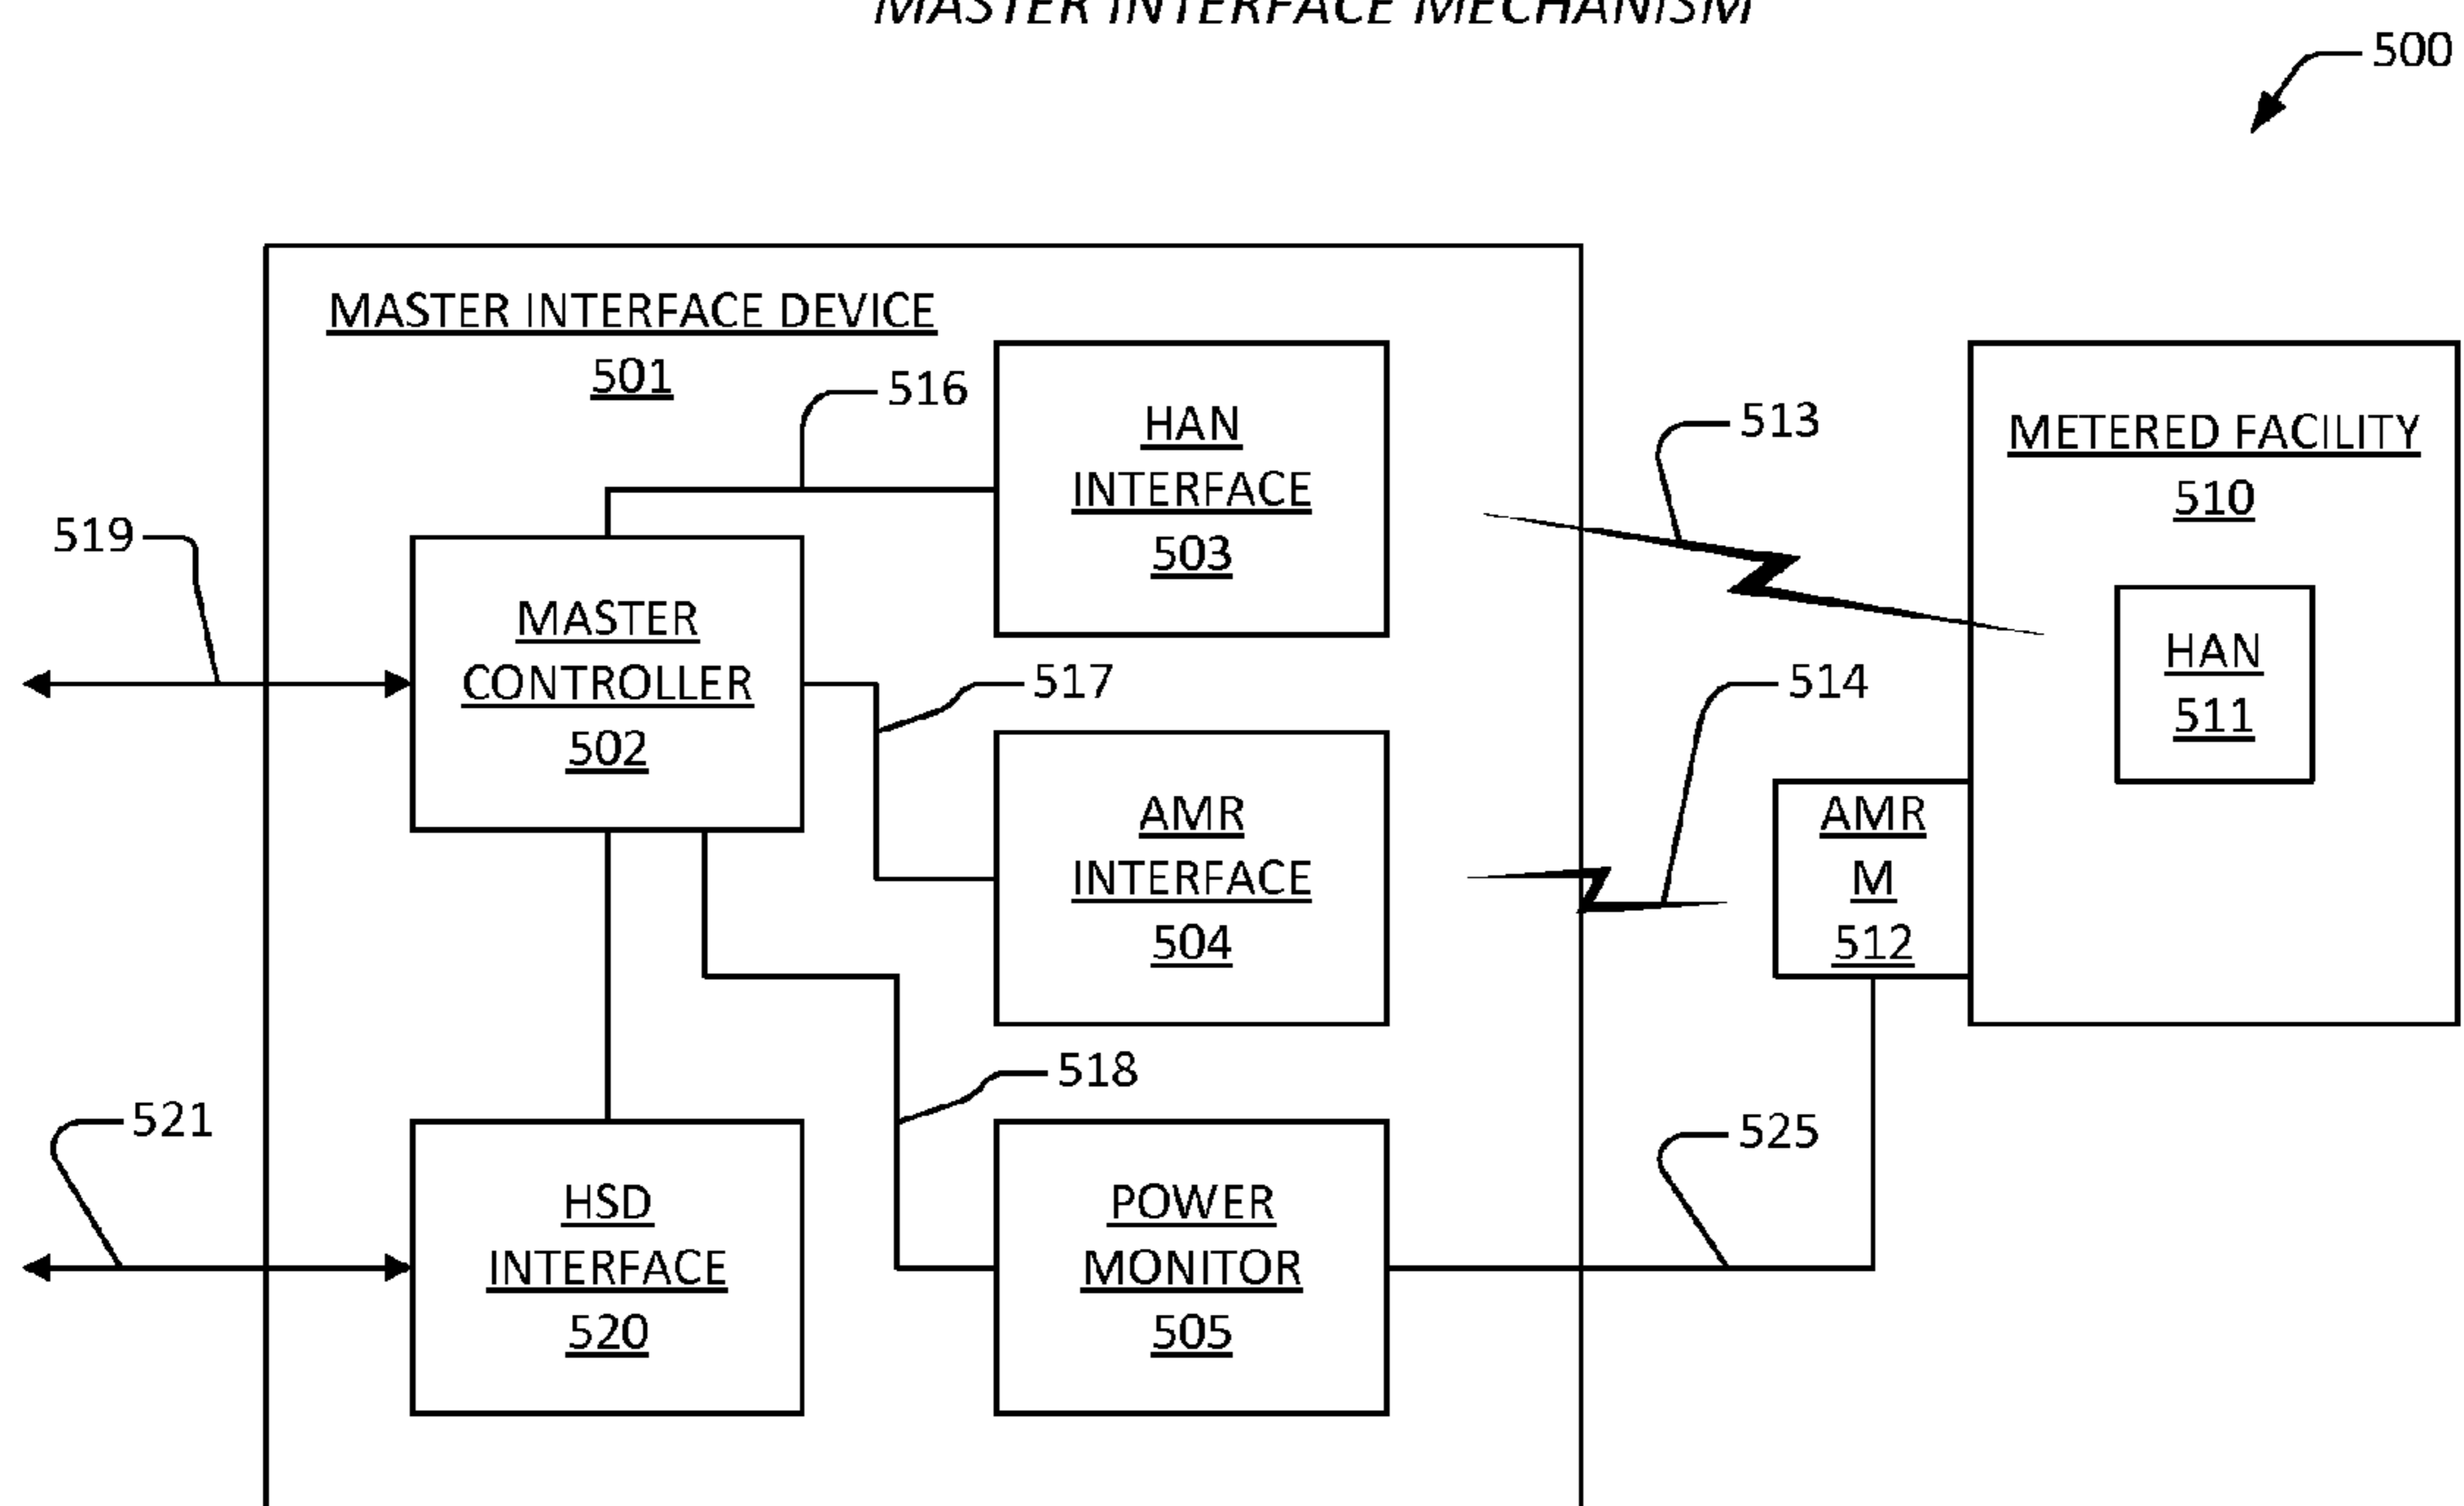 MASTER INTERFACE MECHANISM
500
MASTER INTERFACE DEVICE
501
516
HAN
INTERFACE
503
513
METERED FACILITY
510
519
MASTER
CONTROLLER
502
517
514
HAN
511
AMR
INTERFACE
504
AMR
M
512
518
521
525
HSD
INTERFACE
520
POWER
MONITOR
505